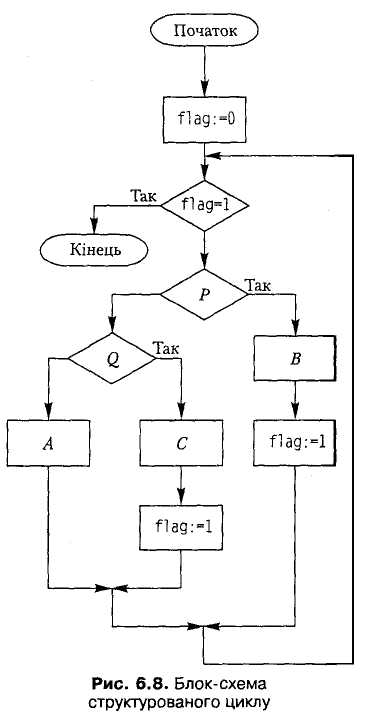 Початок
flag:=0
Так
flag=1
Кінець
P
Так
Q
Так
B
A
C
flag:=1
flag:=1
Рис. 6.8. Блок-схема
структурованого циклу